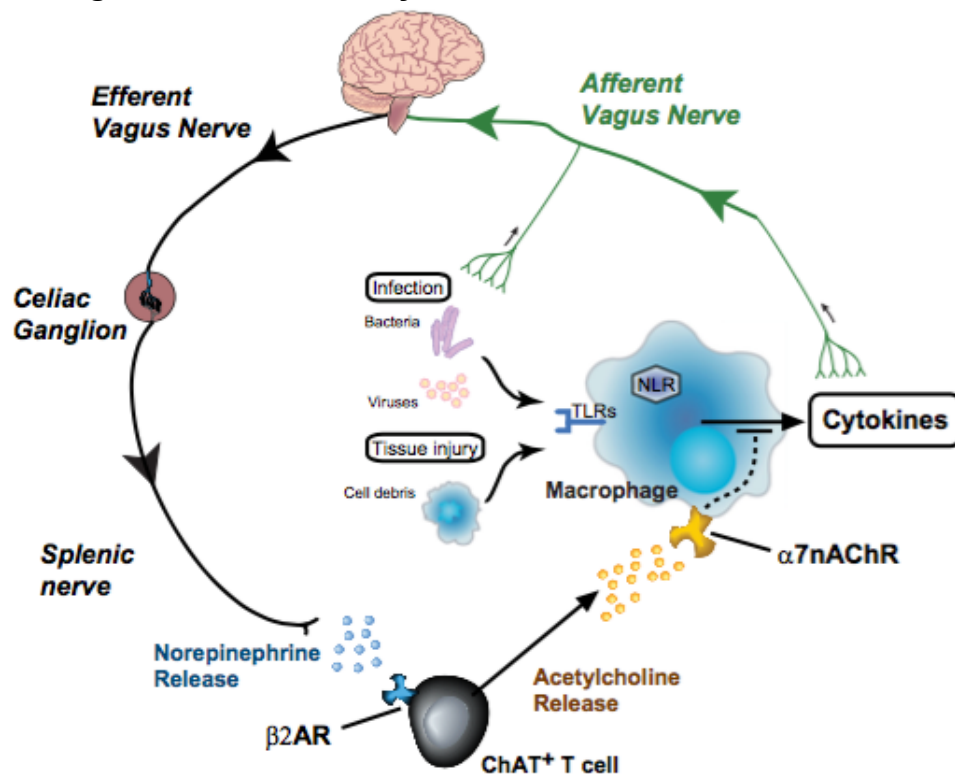 Efferent
Vagus Nerve
Afferent
Vagus Nerve
Celiac
Ganglion
Infection
Bacteria
Viruses
Tissue injury
Cell debris
NLR
TLRs
Macrophage
Cytokines
α7nAChR
Splenic
nerve
Norepinephrine
Release
Acetylcholine
Release
β2AR
ChAT⁺ T cell